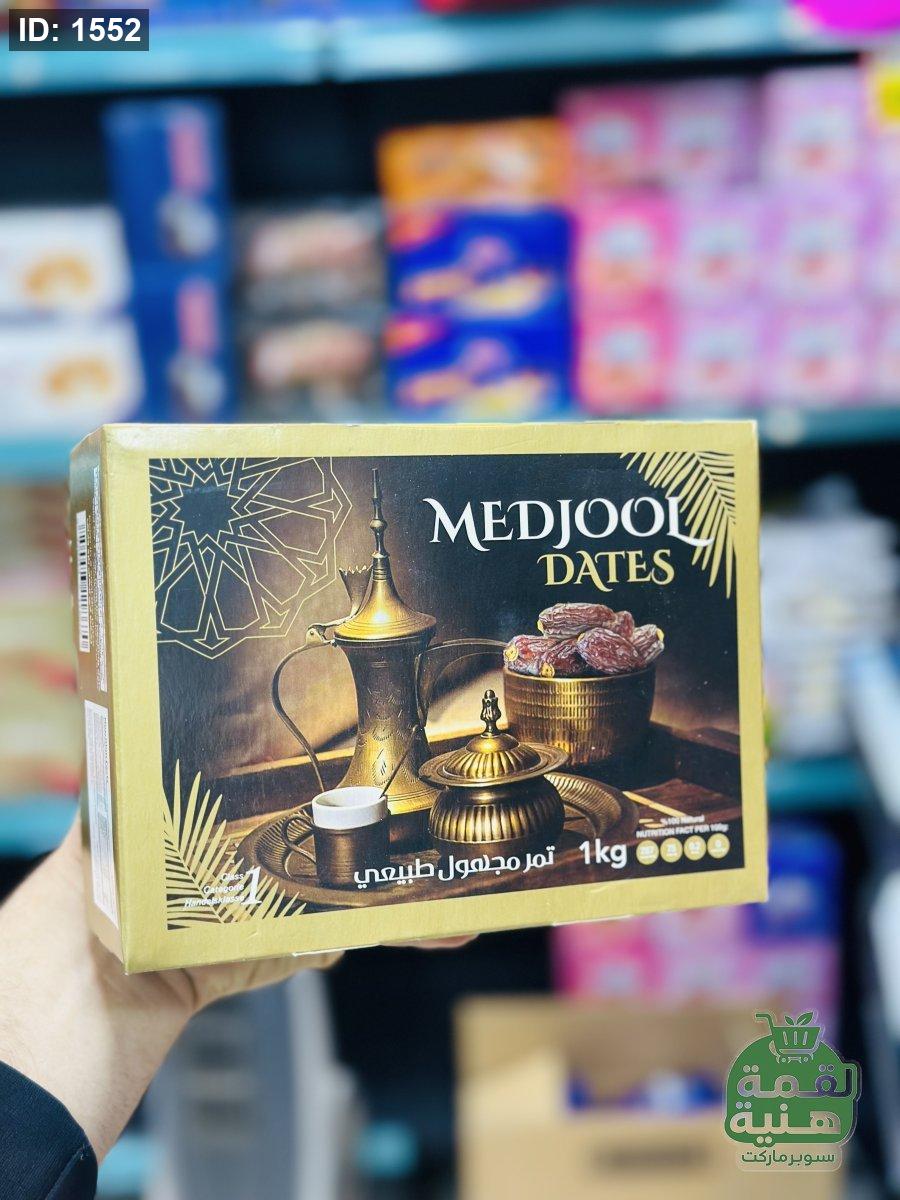 ID: 1552
MEDJOOL
DATES
%100 Natural
NUTRITION FACT PER 100g:
تمر مجهول طبيعي
1kg
Class
Categorie
Handelsklasse
1
لقمة
هنية
سوبرماركت